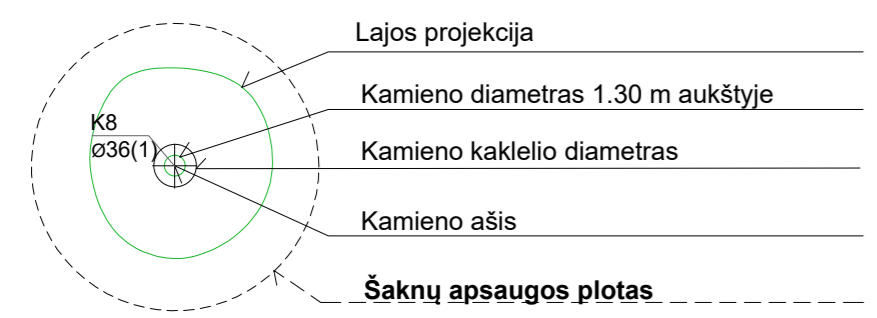 Lajos projekcija
Kamieno diametras 1.30 m aukštyje
K8
Ø36(1)
Kamieno kaklelio diametras
Kamieno ašis
Šaknų apsaugos plotas